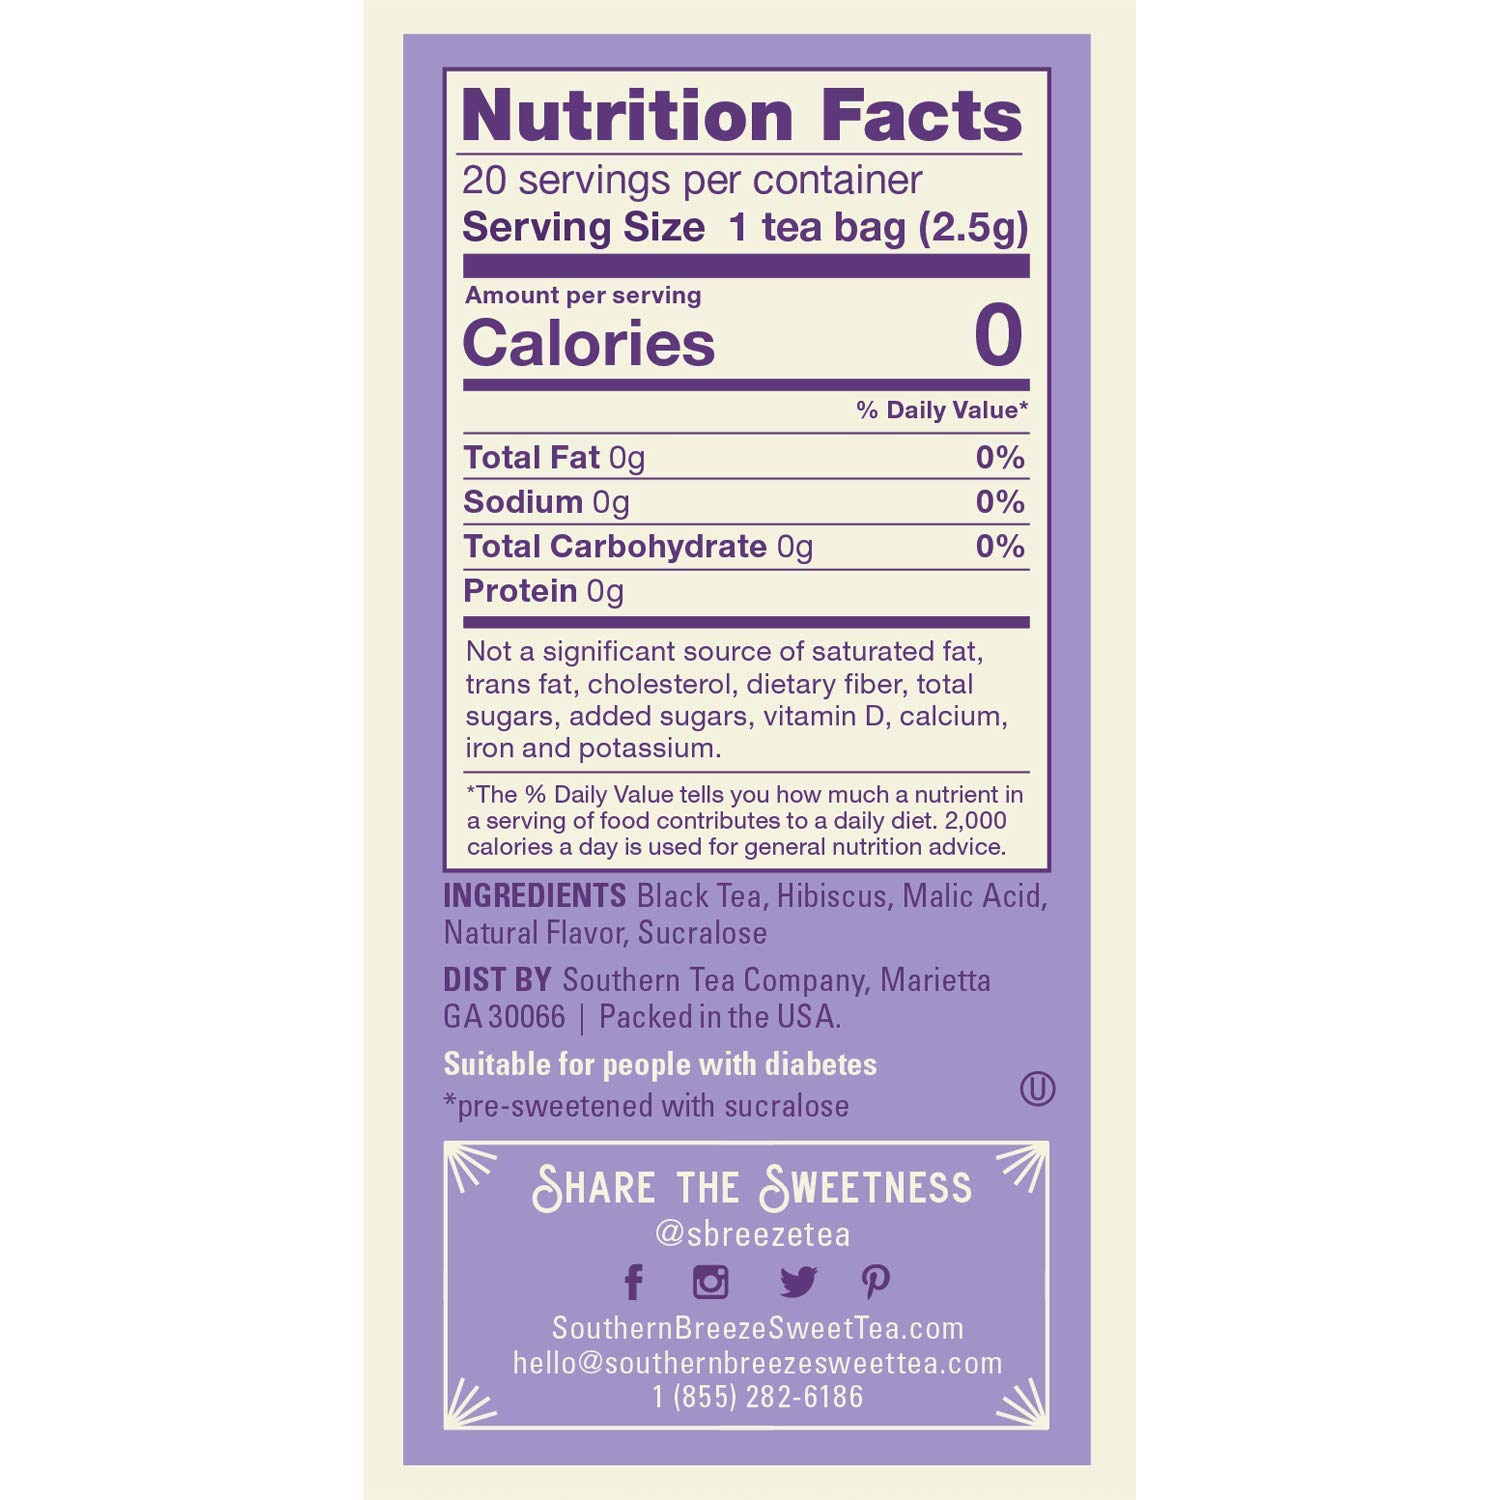 Nutrition Facts
20 servings per container
Serving Size 1 tea bag (2.5g)
Amount per serving
Calories 0
% Daily Value*
Total Fat 0g 0%
Sodium 0g 0%
Total Carbohydrate 0g 0%
Protein 0g
Not a significant source of saturated fat,
trans fat, cholesterol, dietary fiber, total
sugars, added sugars, vitamin D, calcium,
iron and potassium.
*The % Daily Value tells you how much a nutrient in
a serving of food contributes to a daily diet. 2,000
calories a day is used for general nutrition advice.
INGREDIENTS Black Tea, Hibiscus, Malic Acid,
Natural Flavor, Sucralose
DIST BY Southern Tea Company, Marietta
GA 30066 | Packed in the USA.
Suitable for people with diabetes
*pre-sweetened with sucralose
U
SHARE THE SWEETNESS
@sbreezetea
SouthernBreezeSweetTea.com
hello@southernbreezesweettea.com
1 (855) 282-6186